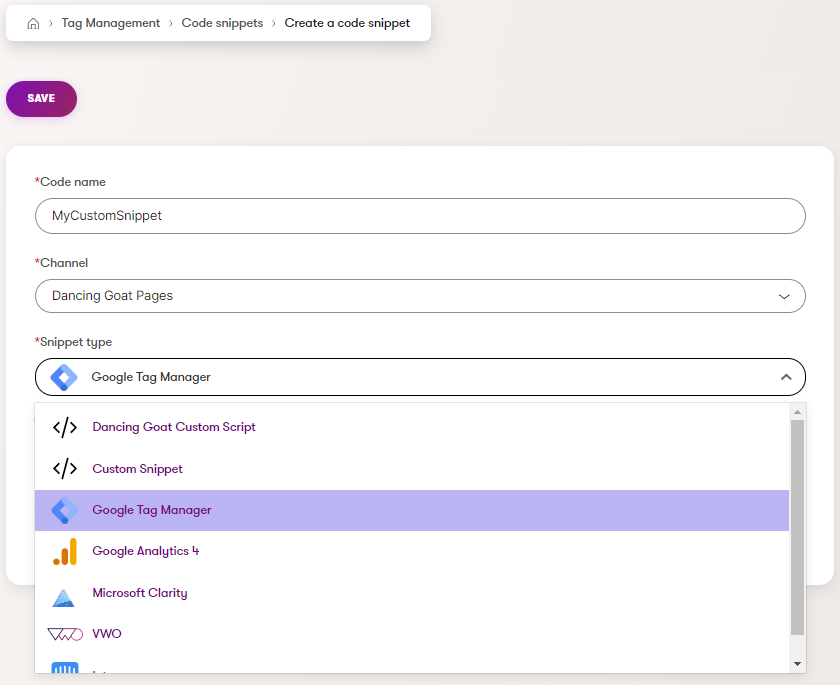 Tag Management › Code snippets › Create a code snippet
SAVE
*Code name
MyCustomSnippet
*Channel
Dancing Goat Pages
*Snippet type
Google Tag Manager
Dancing Goat Custom Script
Custom Snippet
Google Tag Manager
Google Analytics 4
Microsoft Clarity
VWO